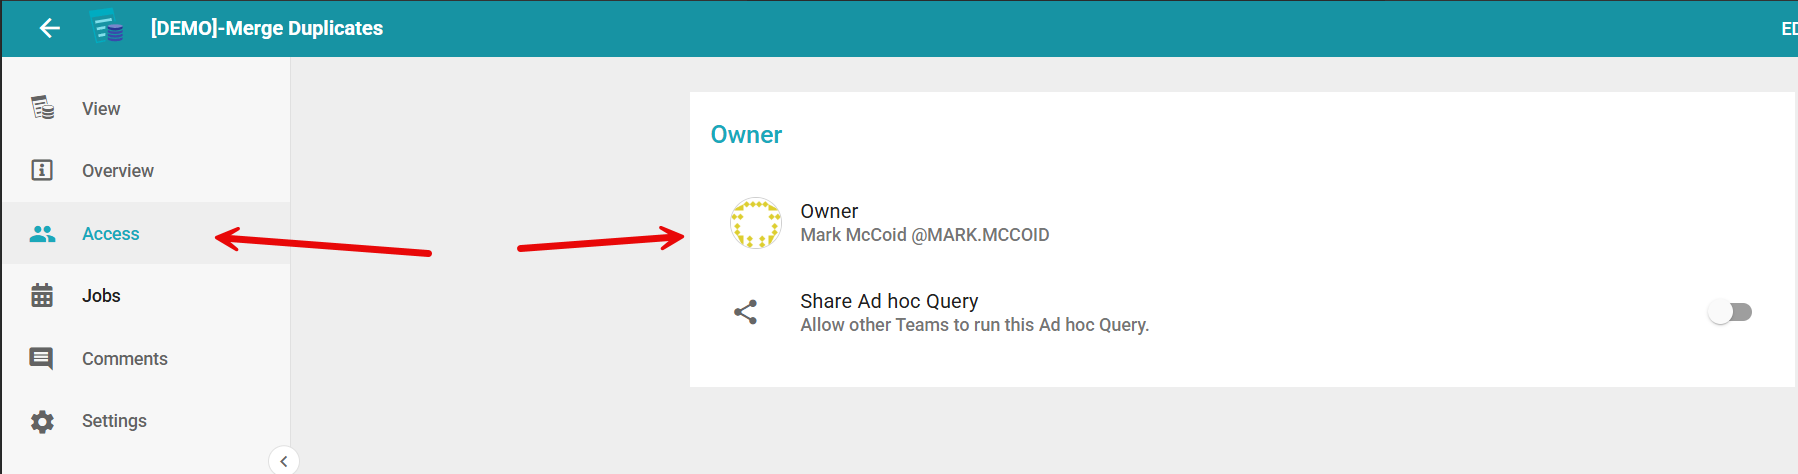 [DEMO]-Merge Duplicates
View
Overview
Access
Jobs
Comments
Settings
Owner
Owner
Mark McCoid @MARK.MCCOID
Share Ad hoc Query
Allow other Teams to run this Ad hoc Query.